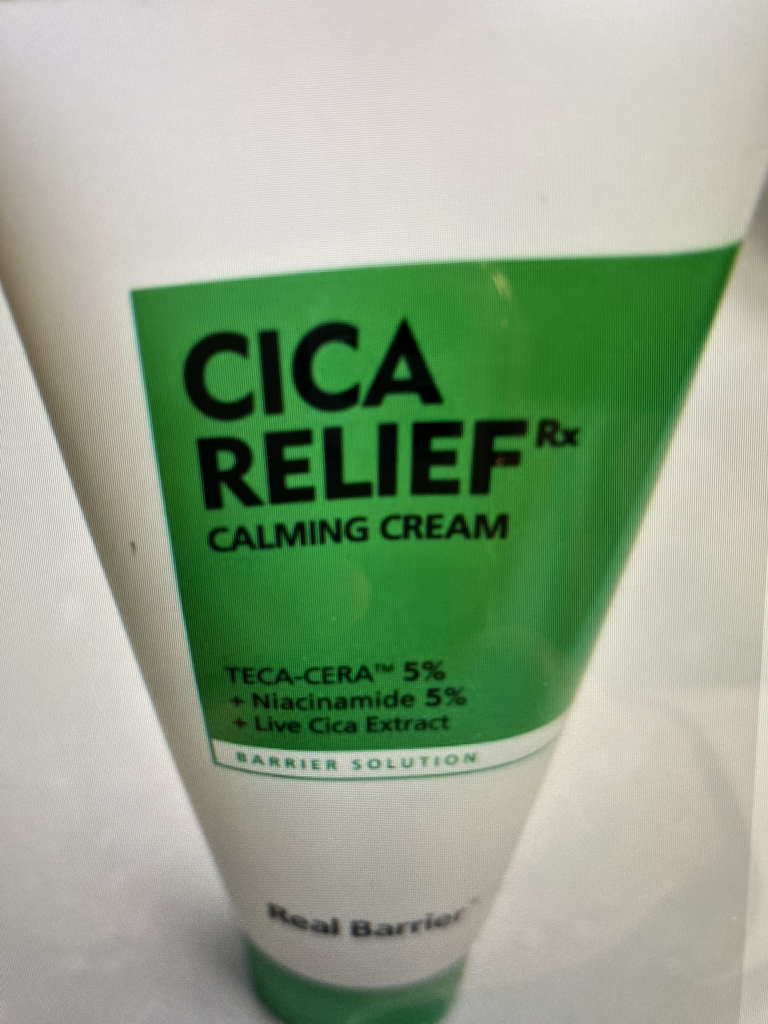 CICA
RELIEF Rx
CALMING CREAM
TECA-CERA™ 5%
+ Niacinamide 5%
+ Live Cica Extract
BARRIER SOLUTION
Real Barrier